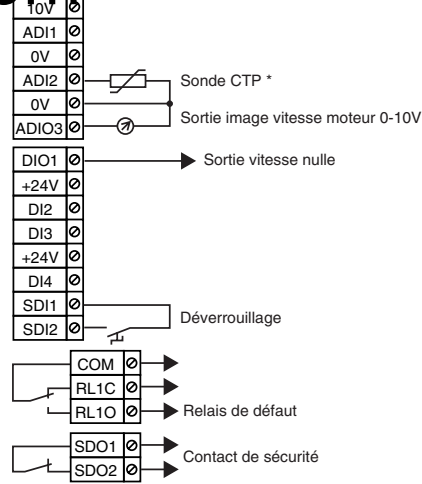 10V
ADI1
0V
ADI2
Sonde CTP *
0V
Sortie image vitesse moteur 0-10V
ADIO3
DIO1
Sortie vitesse nulle
+24V
DI2
DI3
+24V
DI4
SDI1
Déverrouillage
SDI2
COM
RL1C
RL1O
Relais de défaut
SDO1
Contact de sécurité
SDO2